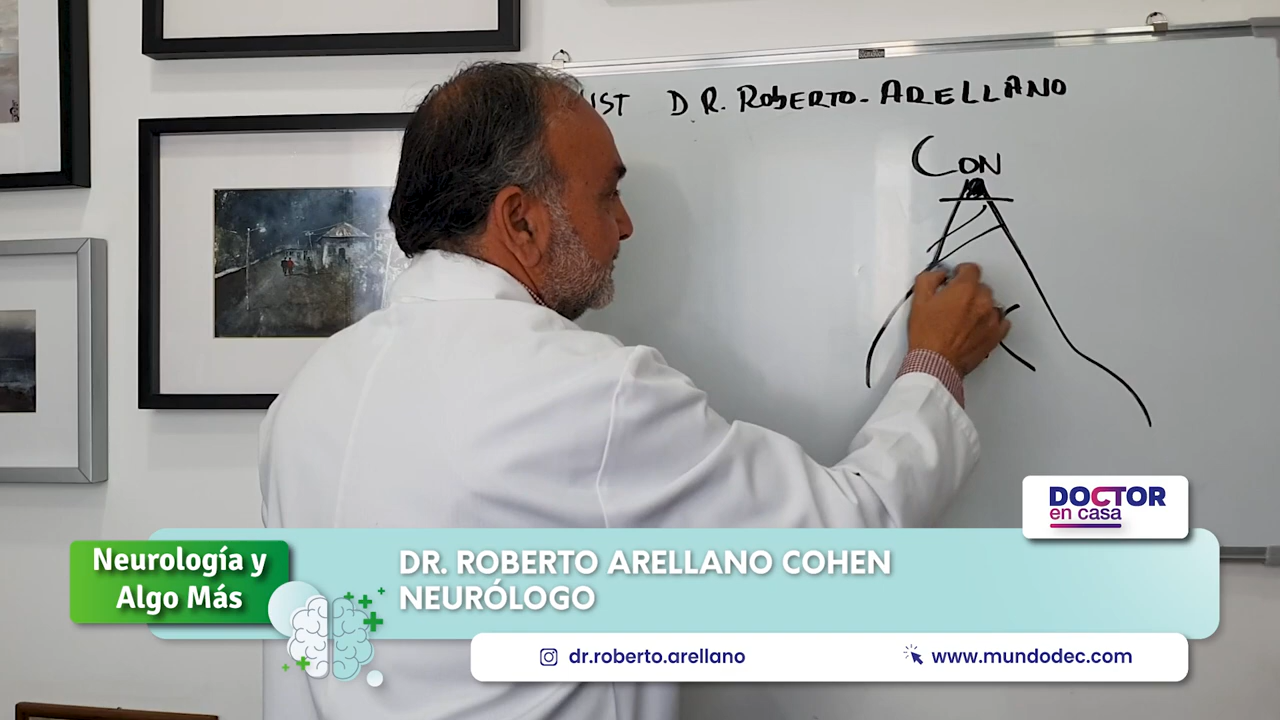 IST DR. ROBERTO-ARELLANO
CON
DOCTOR
en casa
Neurología y
Algo Más
DR. ROBERTO ARELLANO COHEN
NEURÓLOGO
dr.roberto.arellano
www.mundodec.com